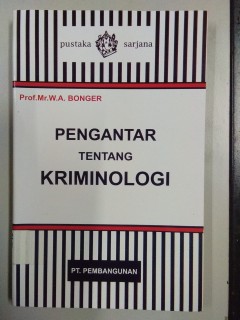 pustaka sarjana
Prof.Mr.W.A. BONGER
PENGANTAR
TENTANG
KRIMINOLOGI
PT. PEMBANGUNAN